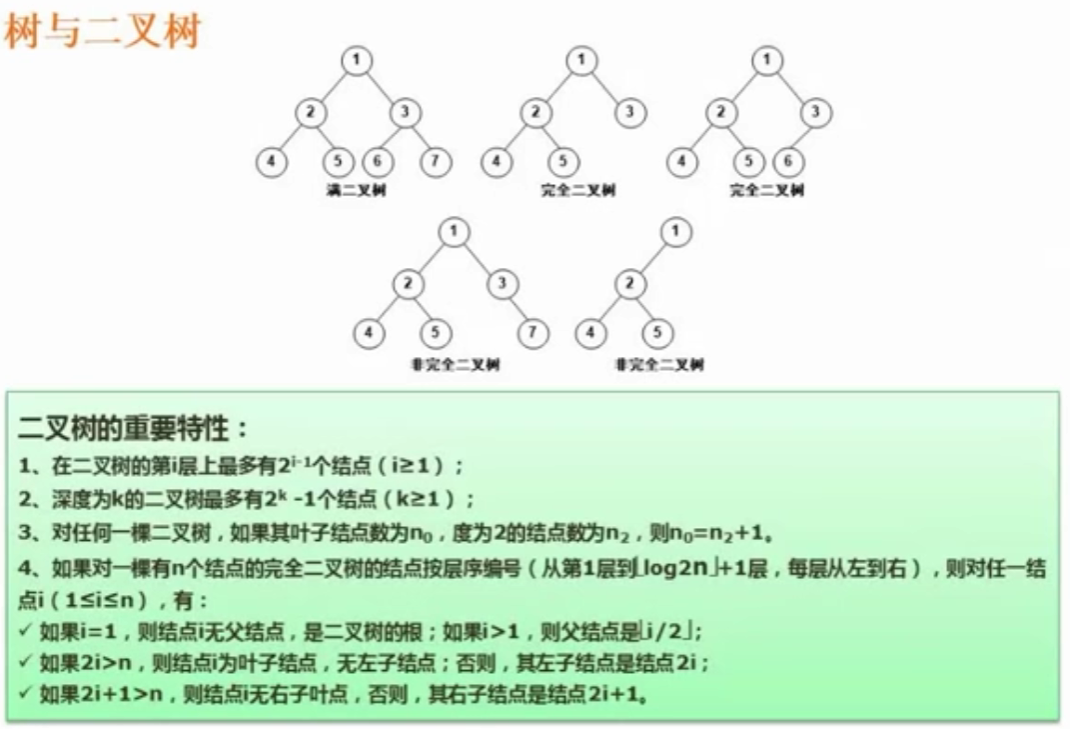 树与二叉树
1
1
1
2
3
2
3
2
3
4
5
6
7
4
5
4
5
6
满二叉树
完全二叉树
完全二叉树
1
1
2
3
2
4
5
7
4
5
非完全二叉树
非完全二叉树
二叉树的重要特性：
1、在二叉树的第i层上最多有2^{i-1}个结点（i≥1）；
2、深度为k的二叉树最多有2^k -1个结点（k≥1）；
3、对任何一棵二叉树，如果其叶子结点数为n₀，度为2的结点数为n₂，则n₀=n₂+1。
4、如果对一棵有n个结点的完全二叉树的结点按层序编号（从第1层到⌊log2n⌋+1层，每层从左到右），则对任一结
点i（1≤i≤n），有：
✓ 如果i=1，则结点i无父结点，是二叉树的根；如果i>1，则父结点是⌊i/2⌋；
✓ 如果2i>n，则结点i为叶子结点，无左子结点；否则，其左子结点是结点2i；
✓ 如果2i+1>n，则结点i无右子叶点，否则，其右子结点是结点2i+1。